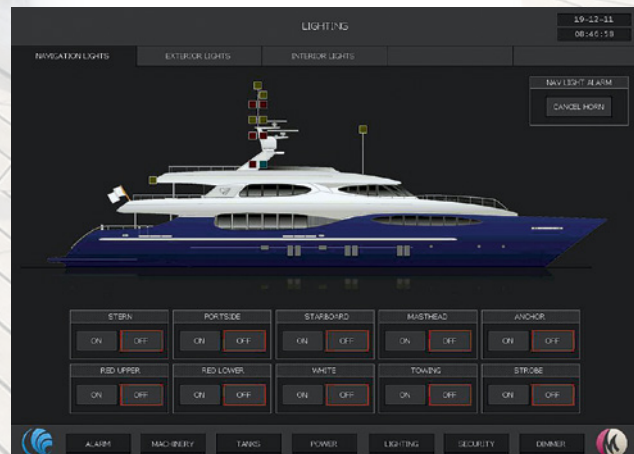 LIGHTING
19-12-11
08:46:58
NAVIGATION LIGHTS EXTERIOR LIGHTS INTERIOR LIGHTS
NAV LIGHT ALARM
CANCEL HORN
STERN PORTSIDE STARBOARD MASTHEAD ANCHOR
ON OFF ON OFF ON OFF ON OFF ON OFF
RED UPPER RED LOWER WHITE TOWING STROBE
ON OFF ON OFF ON OFF ON OFF ON OFF
ALARM MACHINERY TANKS POWER LIGHTING SECURITY DIMMER